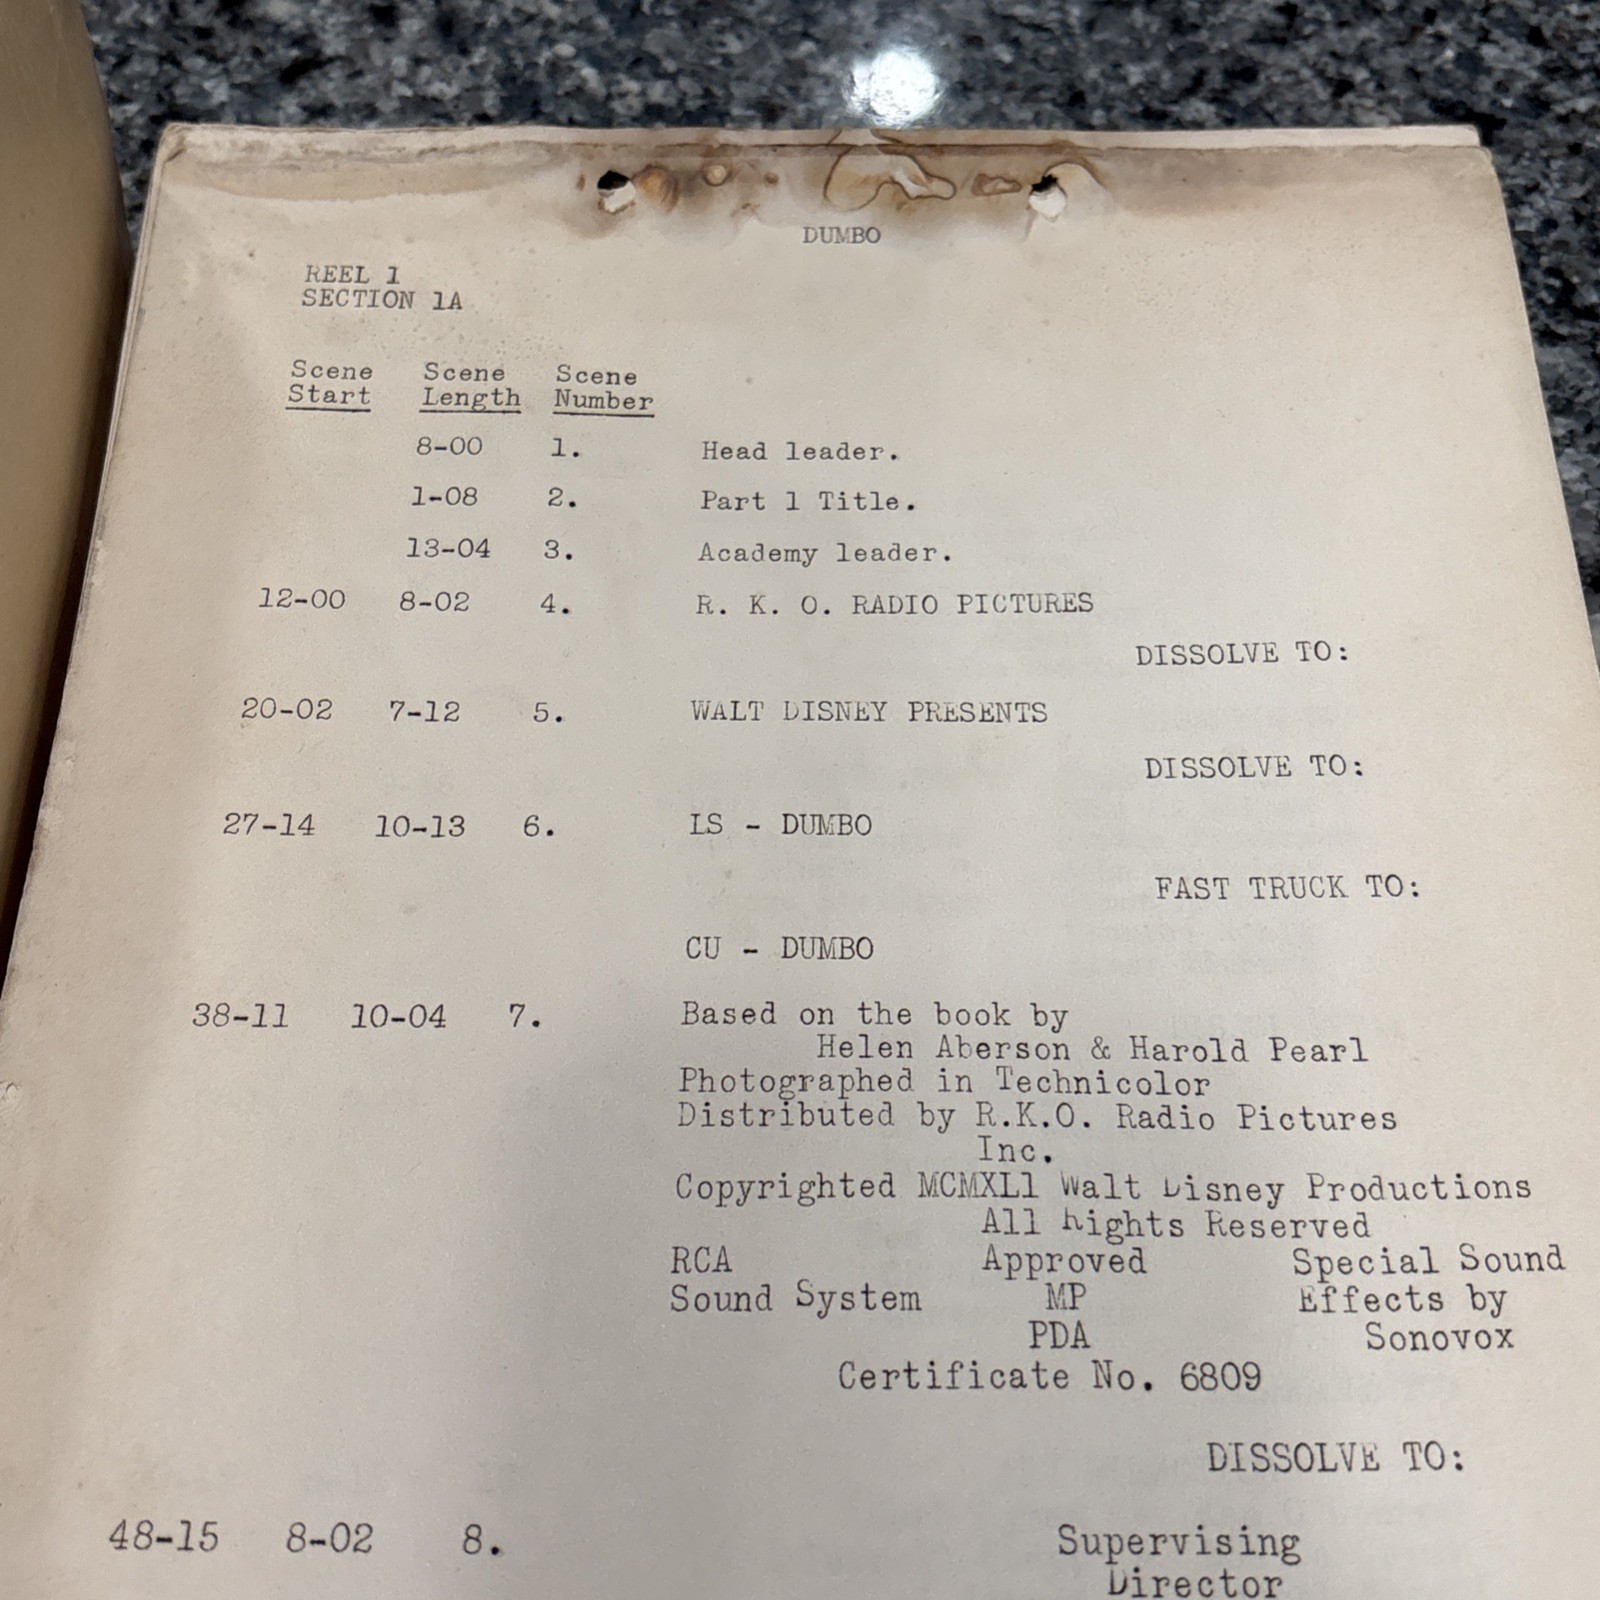 DUMBO
REEL 1
SECTION 1A
Scene Scene Scene
Start Length Number
8-00 1. Head leader.
1-08 2. Part 1 Title.
13-04 3. Academy leader.
12-00 8-02 4. R. K. O. RADIO PICTURES
DISSOLVE TO:
20-02 7-12 5. WALT DISNEY PRESENTS
DISSOLVE TO:
27-14 10-13 6. LS - DUMBO
FAST TRUCK TO:
CU - DUMBO
38-11 10-04 7. Based on the book by
Helen Aberson & Harold Pearl
Photographed in Technicolor
Distributed by R.K.O. Radio Pictures
Inc.
Copyrighted MCMXL1 Walt Disney Productions
All Rights Reserved
RCA Approved Special Sound
Sound System MP Effects by
PDA Sonovox
Certificate No. 6809
DISSOLVE TO:
48-15 8-02 8. Supervising
Director